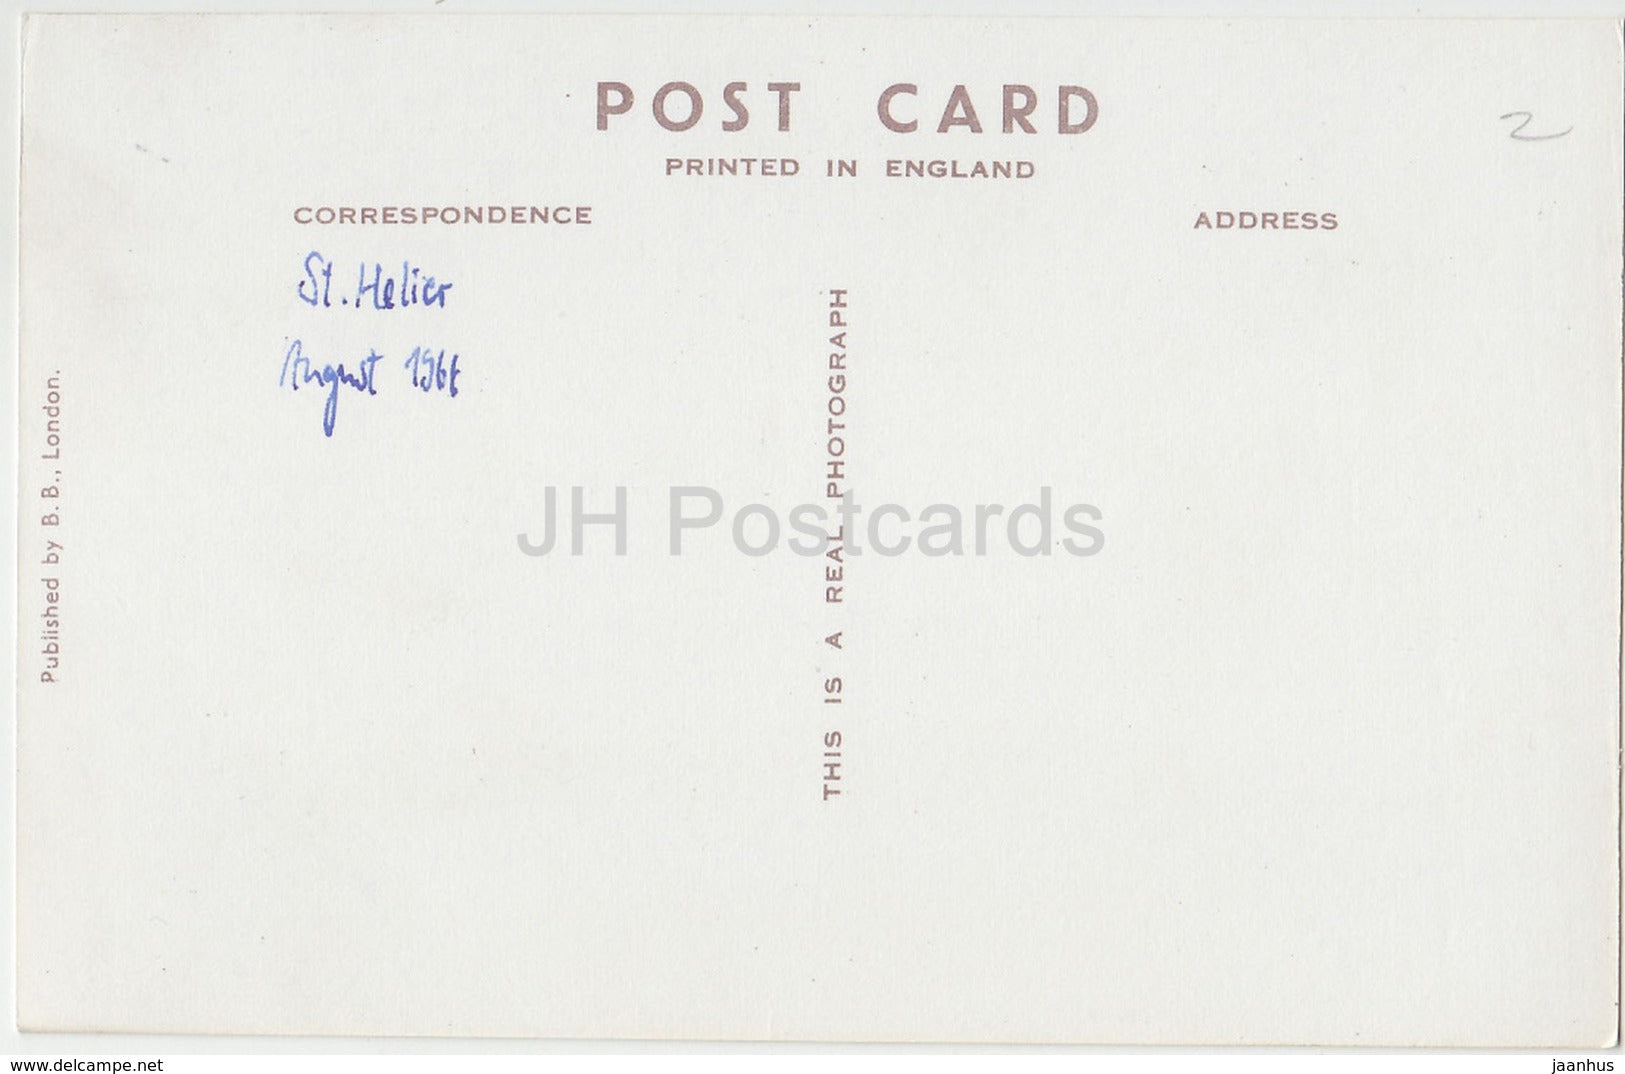 POST CARD
PRINTED IN ENGLAND
2
CORRESPONDENCE
ADDRESS
St. Helier
August 1966
THIS IS A REAL PHOTOGRAPH
Published by B. B., London.
JH Postcards
www.delcampe.net
jaanhus